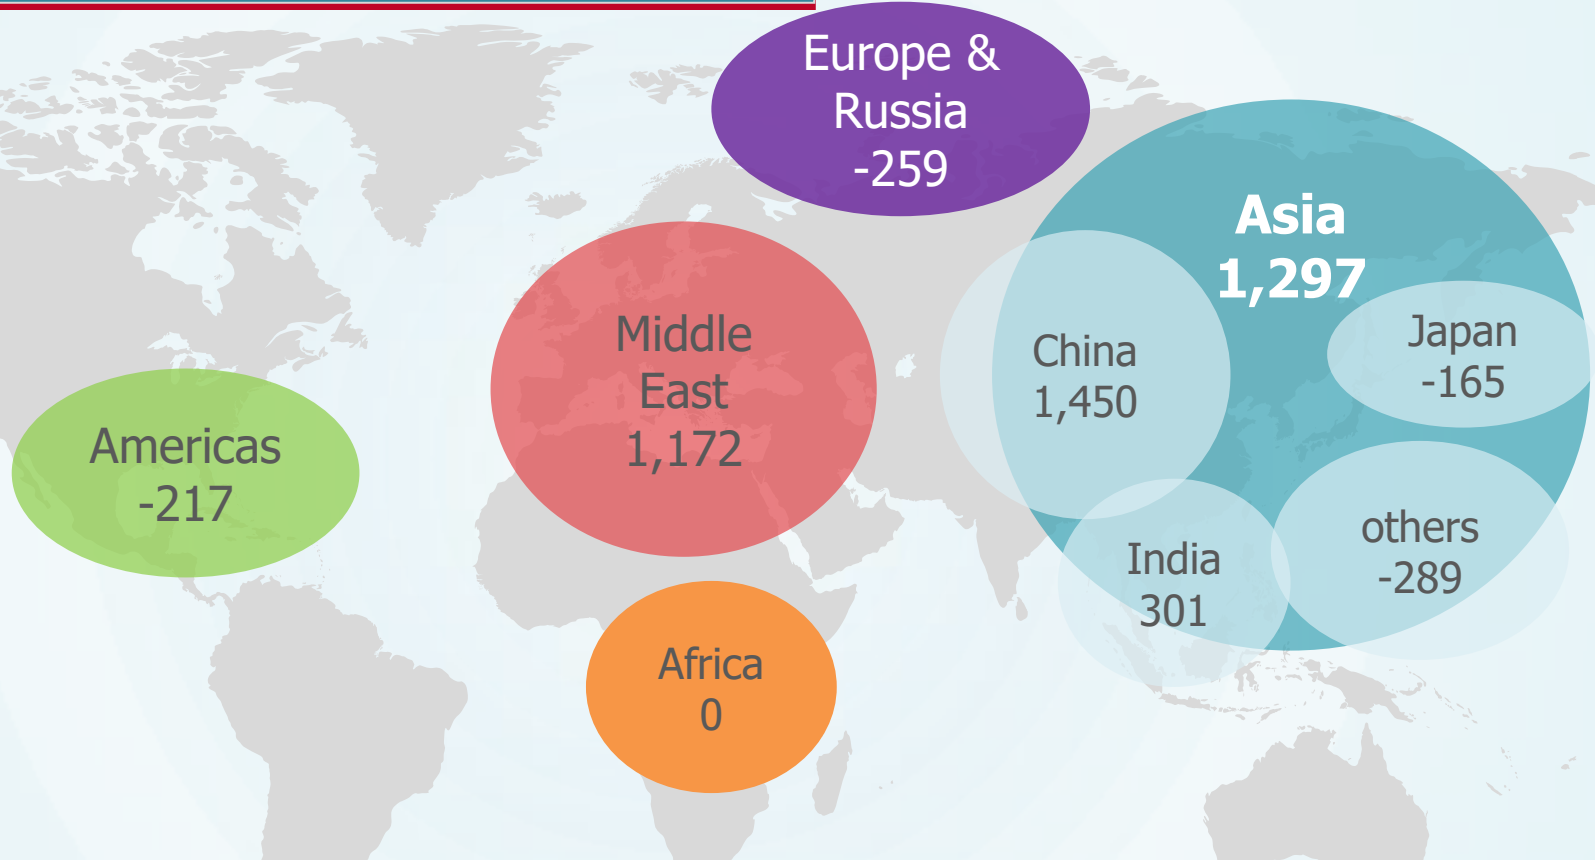 Europe &
Russia
-259
Asia
1,297
Middle
East
1,172
China
1,450
Japan
-165
Americas
-217
India
301
others
-289
Africa
0